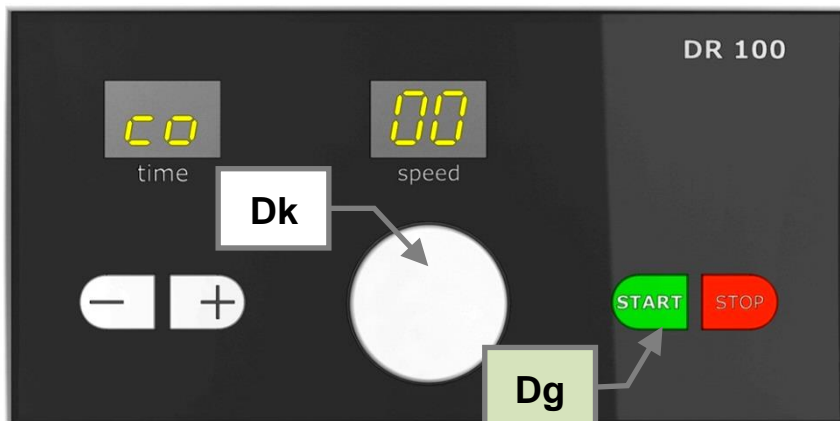 DR 100
co
00
time
speed
Dk
− +
START STOP
Dg